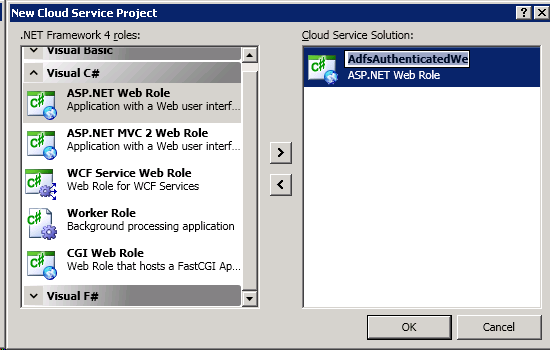 New Cloud Service Project
.NET Framework 4 roles:
Visual Basic
Visual C#
ASP.NET Web Role
Application with a Web user interf...
ASP.NET MVC 2 Web Role
Application with a Web user interf...
WCF Service Web Role
Web Role for WCF Services
Worker Role
Background processing application
CGI Web Role
Web Role that hosts a FastCGI Ap...
Visual F#
Cloud Service Solution:
AdfsAuthenticatedWe
ASP.NET Web Role
OK
Cancel